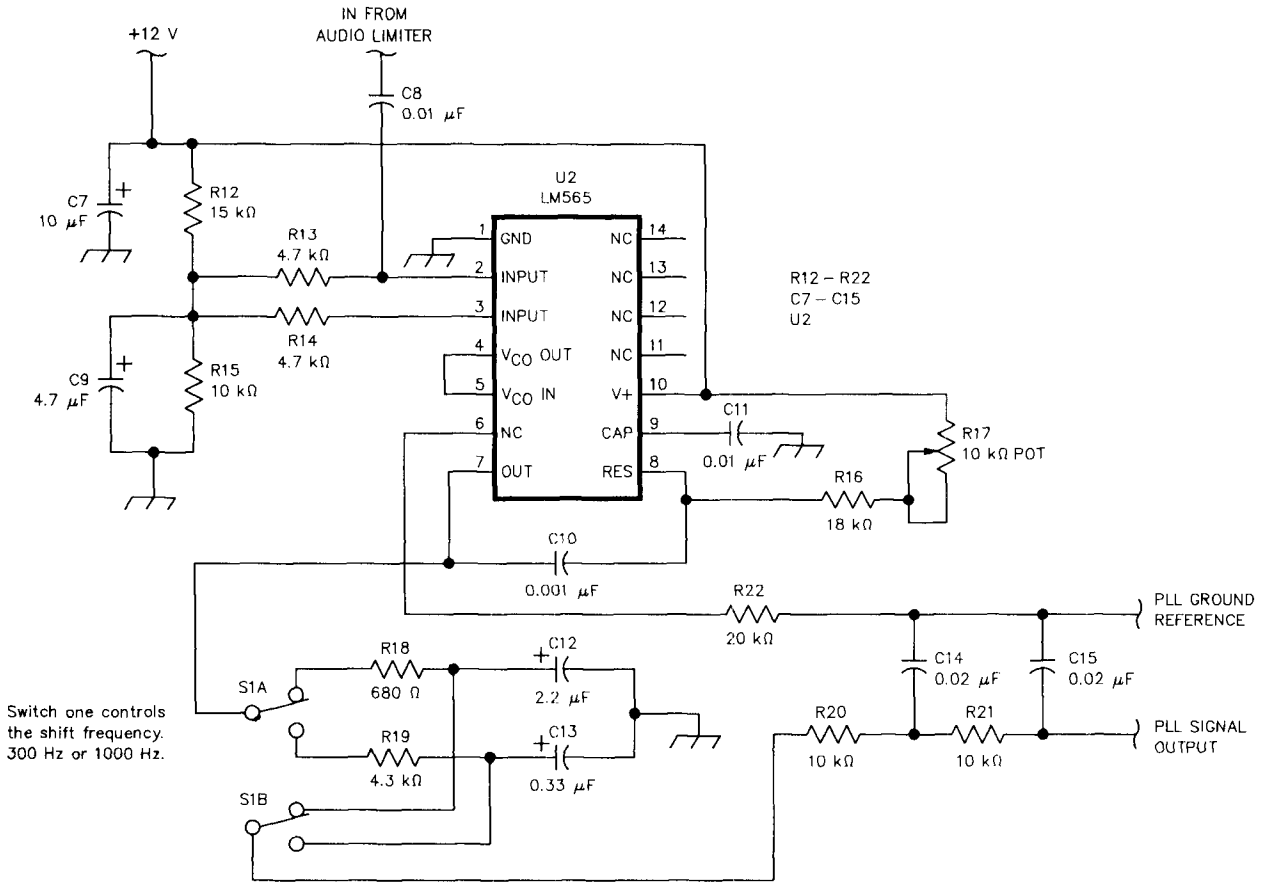 +12 V
IN FROM
AUDIO LIMITER
C8
0.01 μF
C7
10 μF
+
R12
15 kΩ
U2
LM565
R13
4.7 kΩ
1
GND
NC
14
2
INPUT
NC
13
3
INPUT
NC
12
4
VCO OUT
NC
11
5
VCO IN
V+
10
6
NC
CAP
9
7
OUT
RES
8
R14
4.7 kΩ
C9
4.7 μF
+
R15
10 kΩ
R12 – R22
C7 – C15
U2
C11
0.01 μF
R17
10 kΩ POT
R16
18 kΩ
C10
0.001 μF
R22
20 kΩ
PLL GROUND
REFERENCE
C14
0.02 μF
C15
0.02 μF
R18
680 Ω
+
C12
2.2 μF
S1A
Switch one controls
the shift frequency.
300 Hz or 1000 Hz.
R19
4.3 kΩ
+
C13
0.33 μF
R20
10 kΩ
R21
10 kΩ
PLL SIGNAL
OUTPUT
S1B